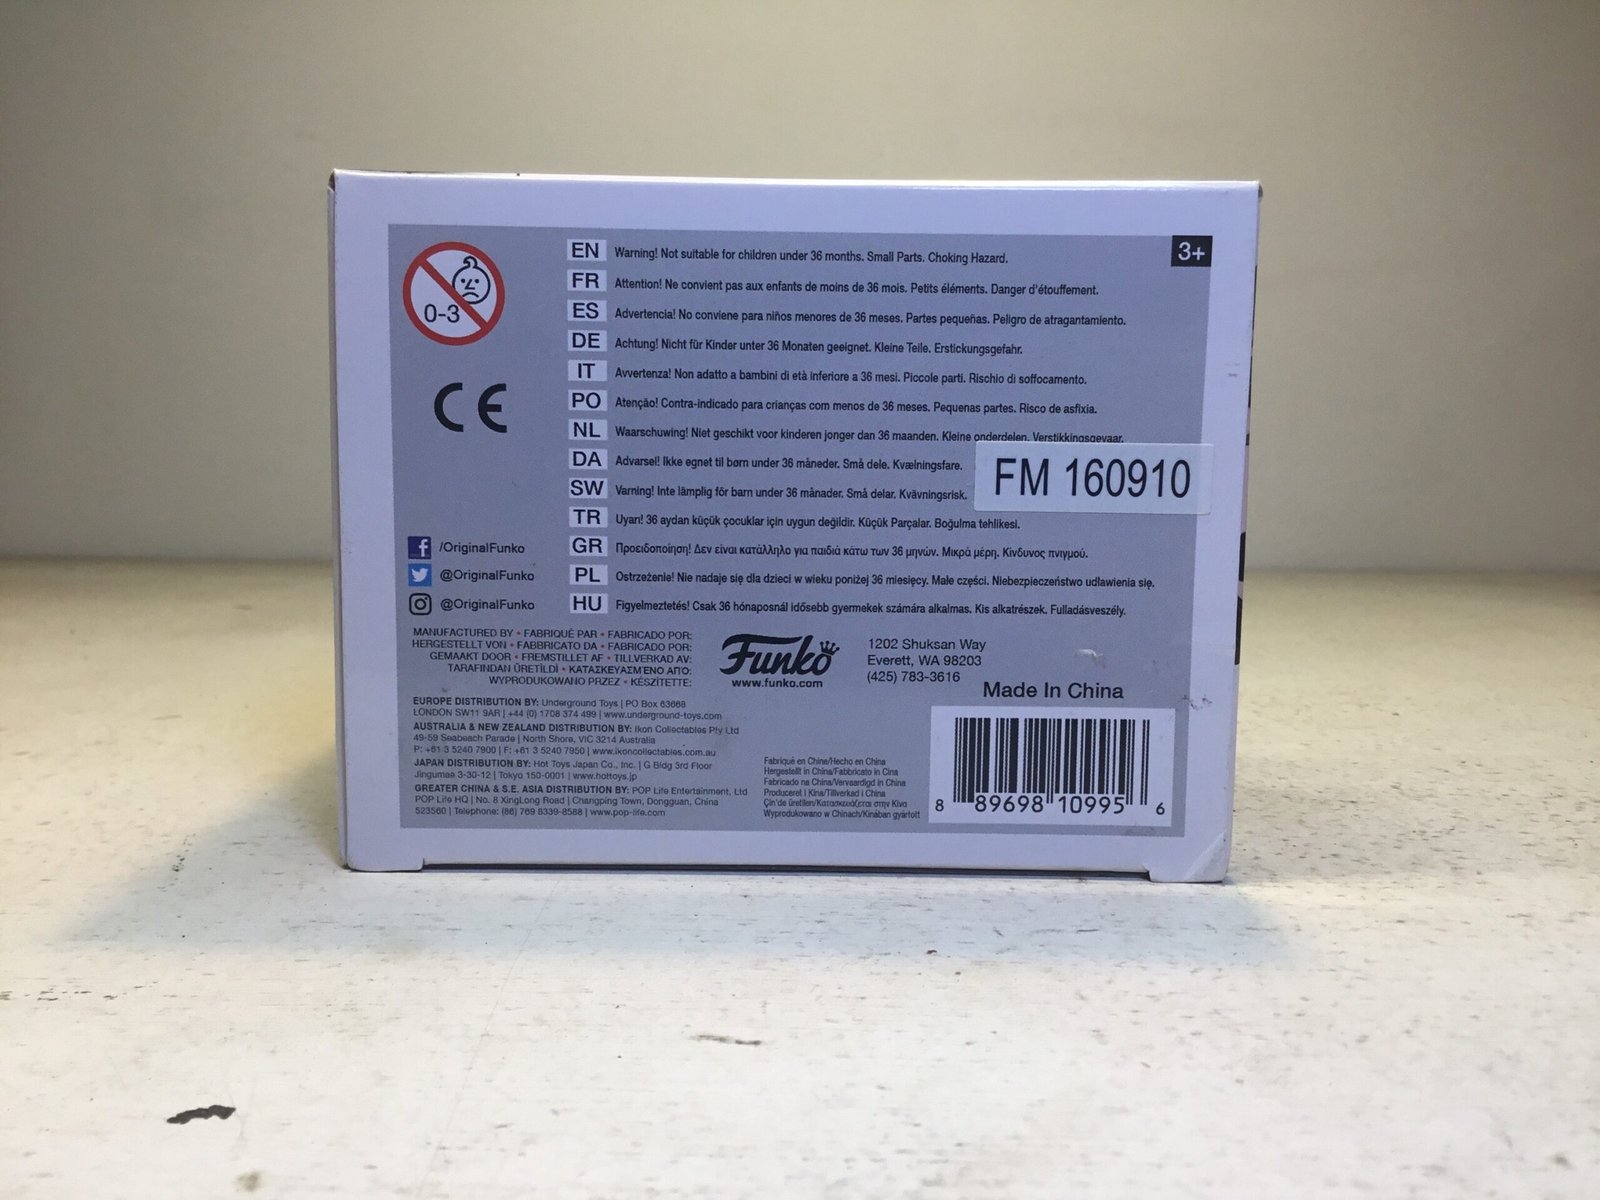 3+
0-3
EN Warning! Not suitable for children under 36 months. Small Parts. Choking Hazard.
FR Attention! Ne convient pas aux enfants de moins de 36 mois. Petits éléments. Danger d'étouffement.
ES Advertencia! No conviene para niños menores de 36 meses. Partes pequeñas. Peligro de atragantamiento.
DE Achtung! Nicht für Kinder unter 36 Monaten geeignet. Kleine Teile. Erstickungsgefahr.
IT Avvertenza! Non adatto a bambini di età inferiore a 36 mesi. Piccole parti. Rischio di soffocamento.
PO Atenção! Contra-indicado para crianças com menos de 36 meses. Pequenas partes. Risco de asfixia.
NL Waarschuwing! Niet geschikt voor kinderen jonger dan 36 maanden. Kleine onderdelen. Verstikkingsgevaar.
DA Advarsel! Ikke egnet til børn under 36 måneder. Små dele. Kvælningsfare.
SW Varning! Inte lämplig för barn under 36 månader. Små delar. Kvävningsrisk.
TR Uyarı! 36 aydan küçük çocuklar için uygun değildir. Küçük Parçalar. Boğulma tehlikesi.
GR Προειδοποίηση! Δεν είναι κατάλληλο για παιδιά κάτω των 36 μηνών. Μικρά μέρη. Κίνδυνος πνιγμού.
PL Ostrzeżenie! Nie nadaje się dla dzieci w wieku poniżej 36 miesięcy. Małe części. Niebezpieczeństwo udławienia się.
HU Figyelmeztetés! Csak 36 hónaposnál idősebb gyermekek számára alkalmas. Kis alkatrészek. Fulladásveszély.
FM 160910
CE
/OriginalFunko
@OriginalFunko
@OriginalFunko
MANUFACTURED BY • FABRIQUÉ PAR • FABRICADO POR:
HERGESTELLT VON • FABBRICATO DA • FABRICADO POR:
GEMAAKT DOOR • FREMSTILLET AF • TILLVERKAD AV:
TARAFINDAN ÜRETİLDİ • ΚΑΤΑΣΚΕΥΑΣΜΈΝΟ ΑΠΌ:
WYPRODUKOWANO PRZEZ • KÉSZÍTETTE:
Funko
www.funko.com
1202 Shuksan Way
Everett, WA 98203
(425) 783-3616
Made In China
EUROPE DISTRIBUTION BY: Underground Toys | PO Box 63668
LONDON SW11 9AR | +44 (0) 1708 374 499 | www.underground-toys.com
AUSTRALIA & NEW ZEALAND DISTRIBUTION BY: Ikon Collectables Pty Ltd
49-59 Seabeach Parade | North Shore, VIC 3214 Australia
P: +61 3 5240 7900 | F: +61 3 5240 7950 | www.ikoncollectables.com.au
JAPAN DISTRIBUTION BY: Hot Toys Japan Co., Inc. | G Bldg 3rd Floor
Jingumae 3-30-12 | Tokyo 150-0001 | www.hottoys.jp
GREATER CHINA & S.E. ASIA DISTRIBUTION BY: POP Life Entertainment, Ltd
POP Life HQ | No. 8 XingLong Road | Changping Town, Dongguan, China
523560 | Telephone: (86) 769 8339-8588 | www.pop-life.com
Fabriqué en China/Hecho en China
Hergestellt in China/Fabbricato in Cina
Fabricado na China/Vervaardigd in China
Produceret i Kina/Tillverkad i China
Çin'de üretilen/Κατασκευάζεται στην Κίνα
Wyprodukowano w Chinach/Kínában gyártott
8 89698 10995 6